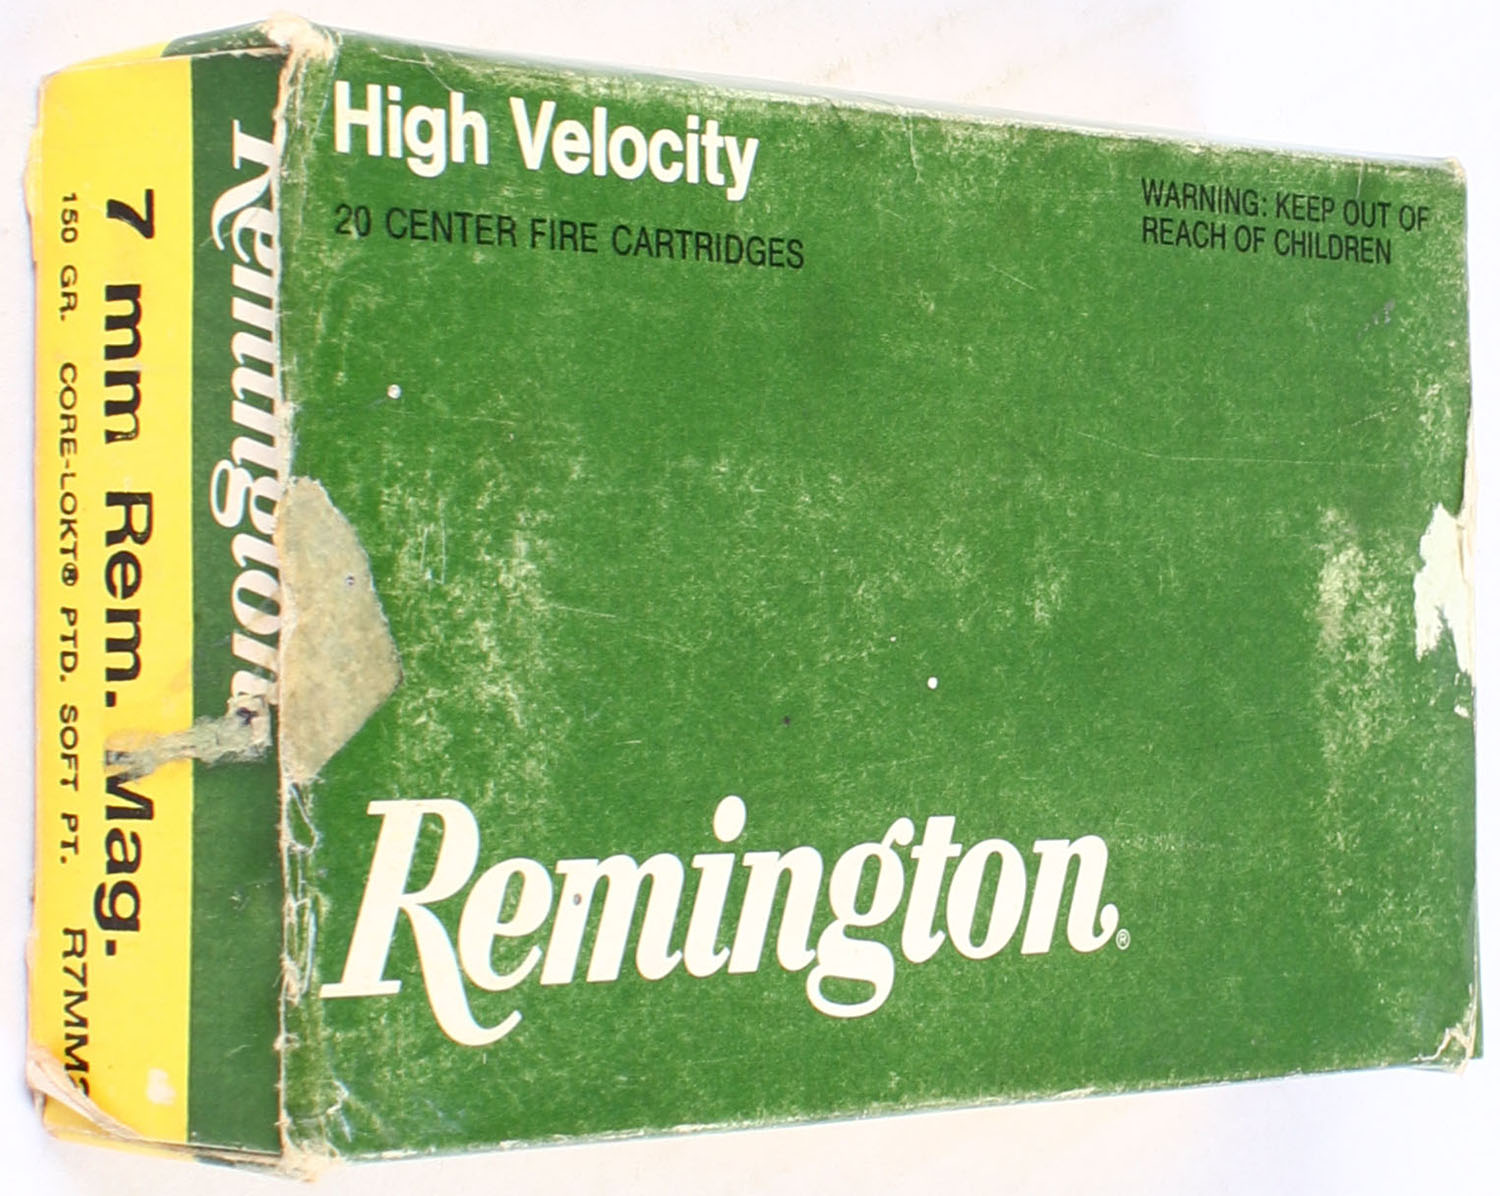 High Velocity
20 CENTER FIRE CARTRIDGES
WARNING: KEEP OUT OF
REACH OF CHILDREN
Remington®
Remington
7 mm Rem. Mag.
150 GR. CORE-LOKT® PTD. SOFT PT.